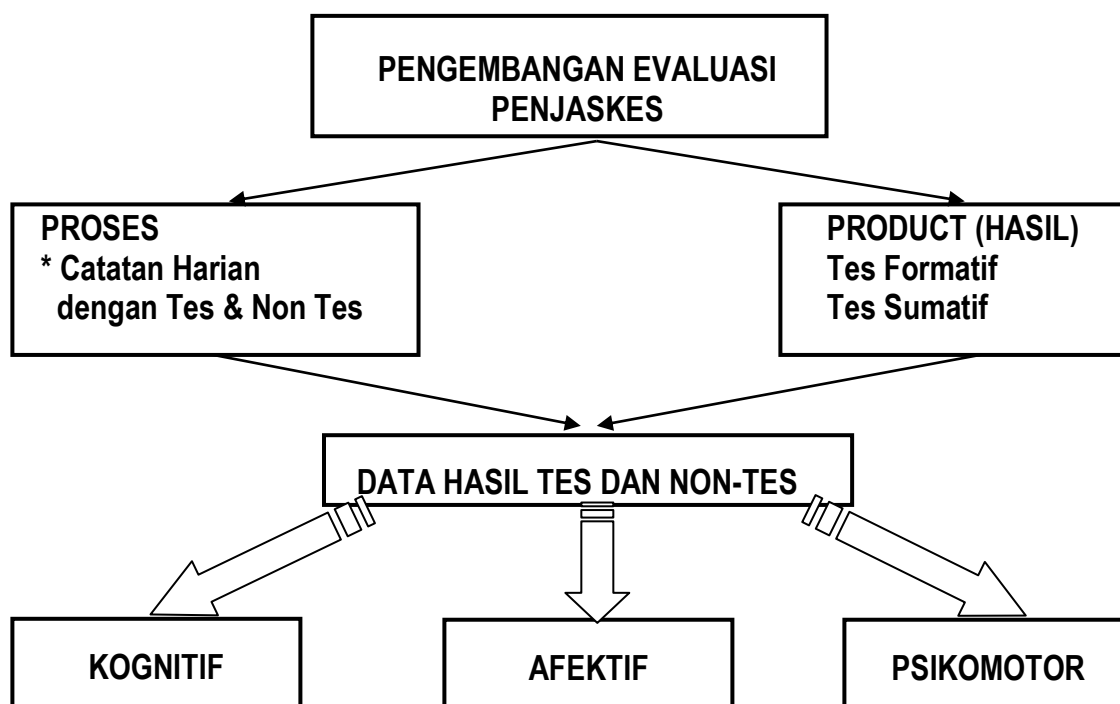 PENGEMBANGAN EVALUASI
PENJASKES
PROSES
* Catatan Harian
dengan Tes & Non Tes
PRODUCT (HASIL)
Tes Formatif
Tes Sumatif
DATA HASIL TES DAN NON-TES
KOGNITIF
AFEKTIF
PSIKOMOTOR